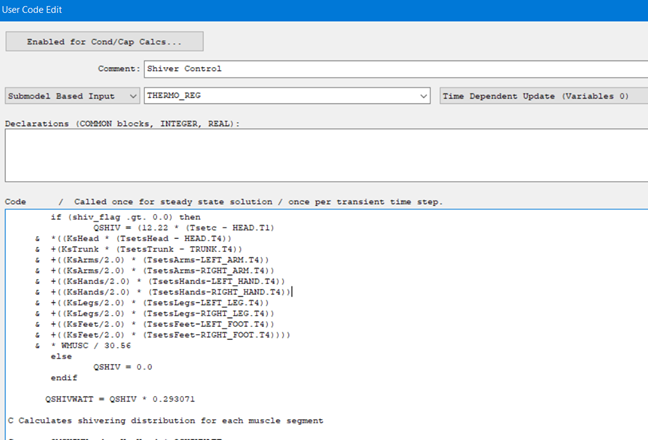 User Code Edit
Enabled for Cond/Cap Calcs...
Comment: Shiver Control
Submodel Based Input THERMO_REG Time Dependent Update (Variables 0)
Declarations (COMMON blocks, INTEGER, REAL):
Code / Called once for steady state solution / once per transient time step.
if (shiv_flag .gt. 0.0) then
QSHIV = (12.22 * (Tsetc - HEAD.T1)
& *((KsHead * (TsetsHead - HEAD.T4))
& +(KsTrunk * (TsetsTrunk - TRUNK.T4))
& +((KsArms/2.0) * (TsetsArms-LEFT_ARM.T4))
& +((KsArms/2.0) * (TsetsArms-RIGHT_ARM.T4))
& +((KsHands/2.0) * (TsetsHands-LEFT_HAND.T4))
& +((KsHands/2.0) * (TsetsHands-RIGHT_HAND.T4))
& +((KsLegs/2.0) * (TsetsLegs-LEFT_LEG.T4))
& +((KsLegs/2.0) * (TsetsLegs-RIGHT_LEG.T4))
& +((KsFeet/2.0) * (TsetsFeet-LEFT_FOOT.T4))
& +((KsFeet/2.0) * (TsetsFeet-RIGHT_FOOT.T4))))
& * WMUSC / 30.56
else
QSHIV = 0.0
endif
QSHIVWATT = QSHIV * 0.293071
C Calculates shivering distribution for each muscle segment